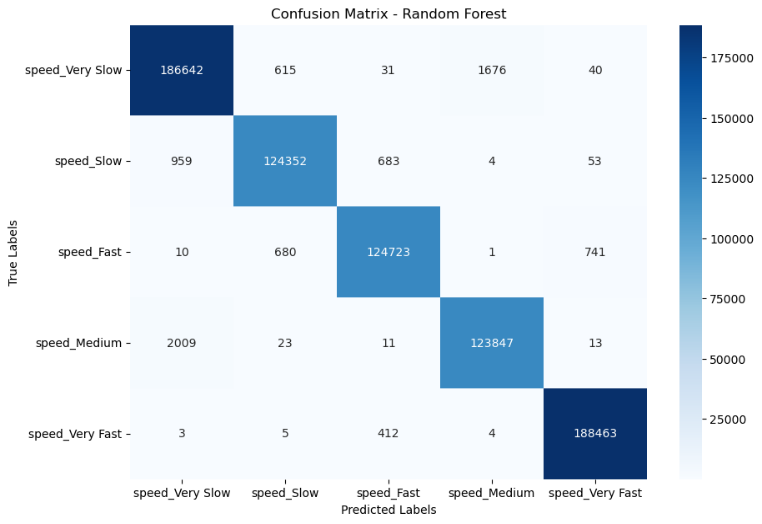 Confusion Matrix - Random Forest
True Labels
speed_Very Slow 186642 615 31 1676 40
speed_Slow 959 124352 683 4 53
speed_Fast 10 680 124723 1 741
speed_Medium 2009 23 11 123847 13
speed_Very Fast 3 5 412 4 188463
speed_Very Slow speed_Slow speed_Fast speed_Medium speed_Very Fast
Predicted Labels
175000
150000
125000
100000
75000
50000
25000